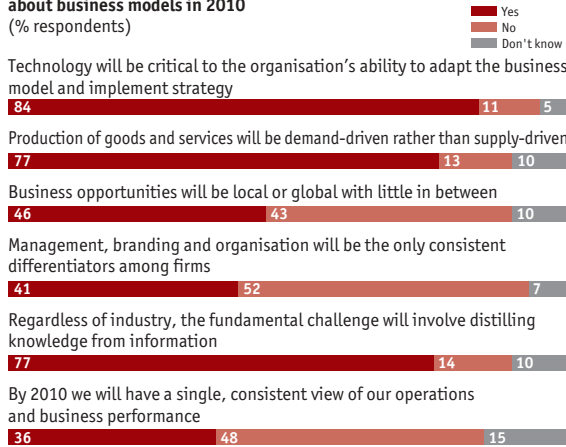 about business models in 2010
(% respondents)
Yes
No
Don't know
Technology will be critical to the organisation's ability to adapt the business
model and implement strategy
84 11 5
Production of goods and services will be demand-driven rather than supply-driven
77 13 10
Business opportunities will be local or global with little in between
46 43 10
Management, branding and organisation will be the only consistent
differentiators among firms
41 52 7
Regardless of industry, the fundamental challenge will involve distilling
knowledge from information
77 14 10
By 2010 we will have a single, consistent view of our operations
and business performance
36 48 15